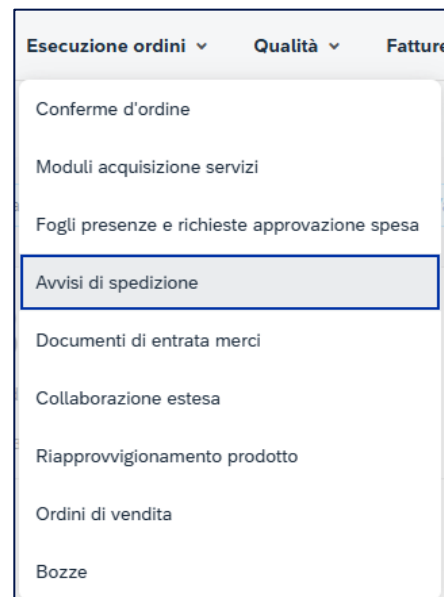 Esecuzione ordini Qualità Fatture
Conferme d'ordine
Moduli acquisizione servizi
Fogli presenze e richieste approvazione spesa
Avvisi di spedizione
Documenti di entrata merci
Collaborazione estesa
Riapprovvigionamento prodotto
Ordini di vendita
Bozze